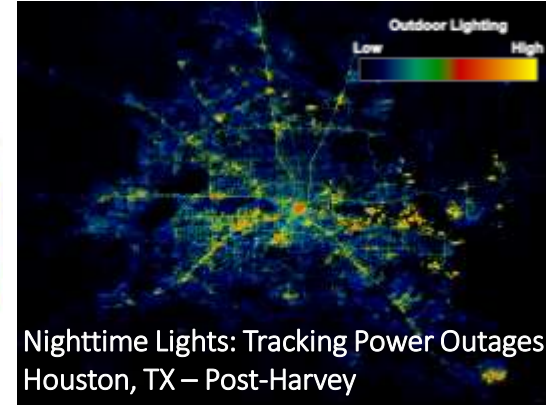 Outdoor Lighting
Low High
Nighttime Lights: Tracking Power Outages
Houston, TX – Post-Harvey